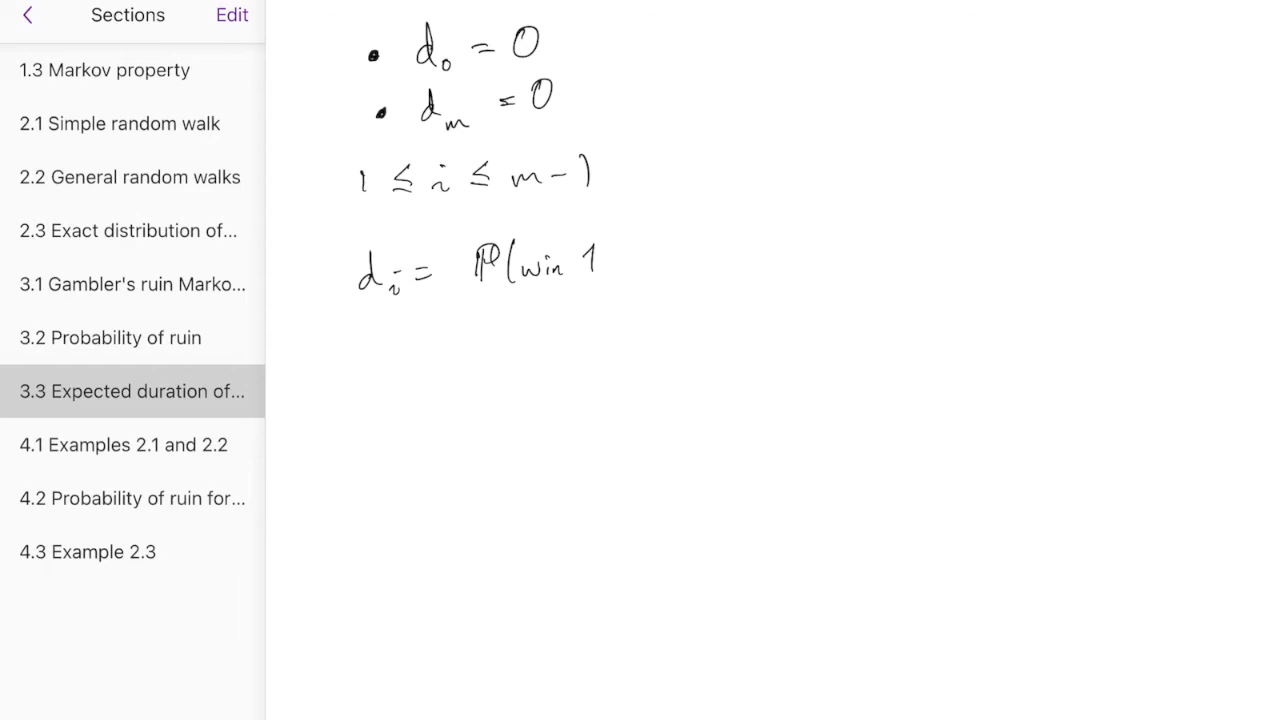 Sections
Edit
1.3 Markov property
2.1 Simple random walk
2.2 General random walks
2.3 Exact distribution of...
3.1 Gambler's ruin Marko...
3.2 Probability of ruin
3.3 Expected duration of...
4.1 Examples 2.1 and 2.2
4.2 Probability of ruin for...
4.3 Example 2.3
• d₀ = 0
• dₘ = 0
1 ≤ i ≤ m - 1
dᵢ = ℙ(win 1